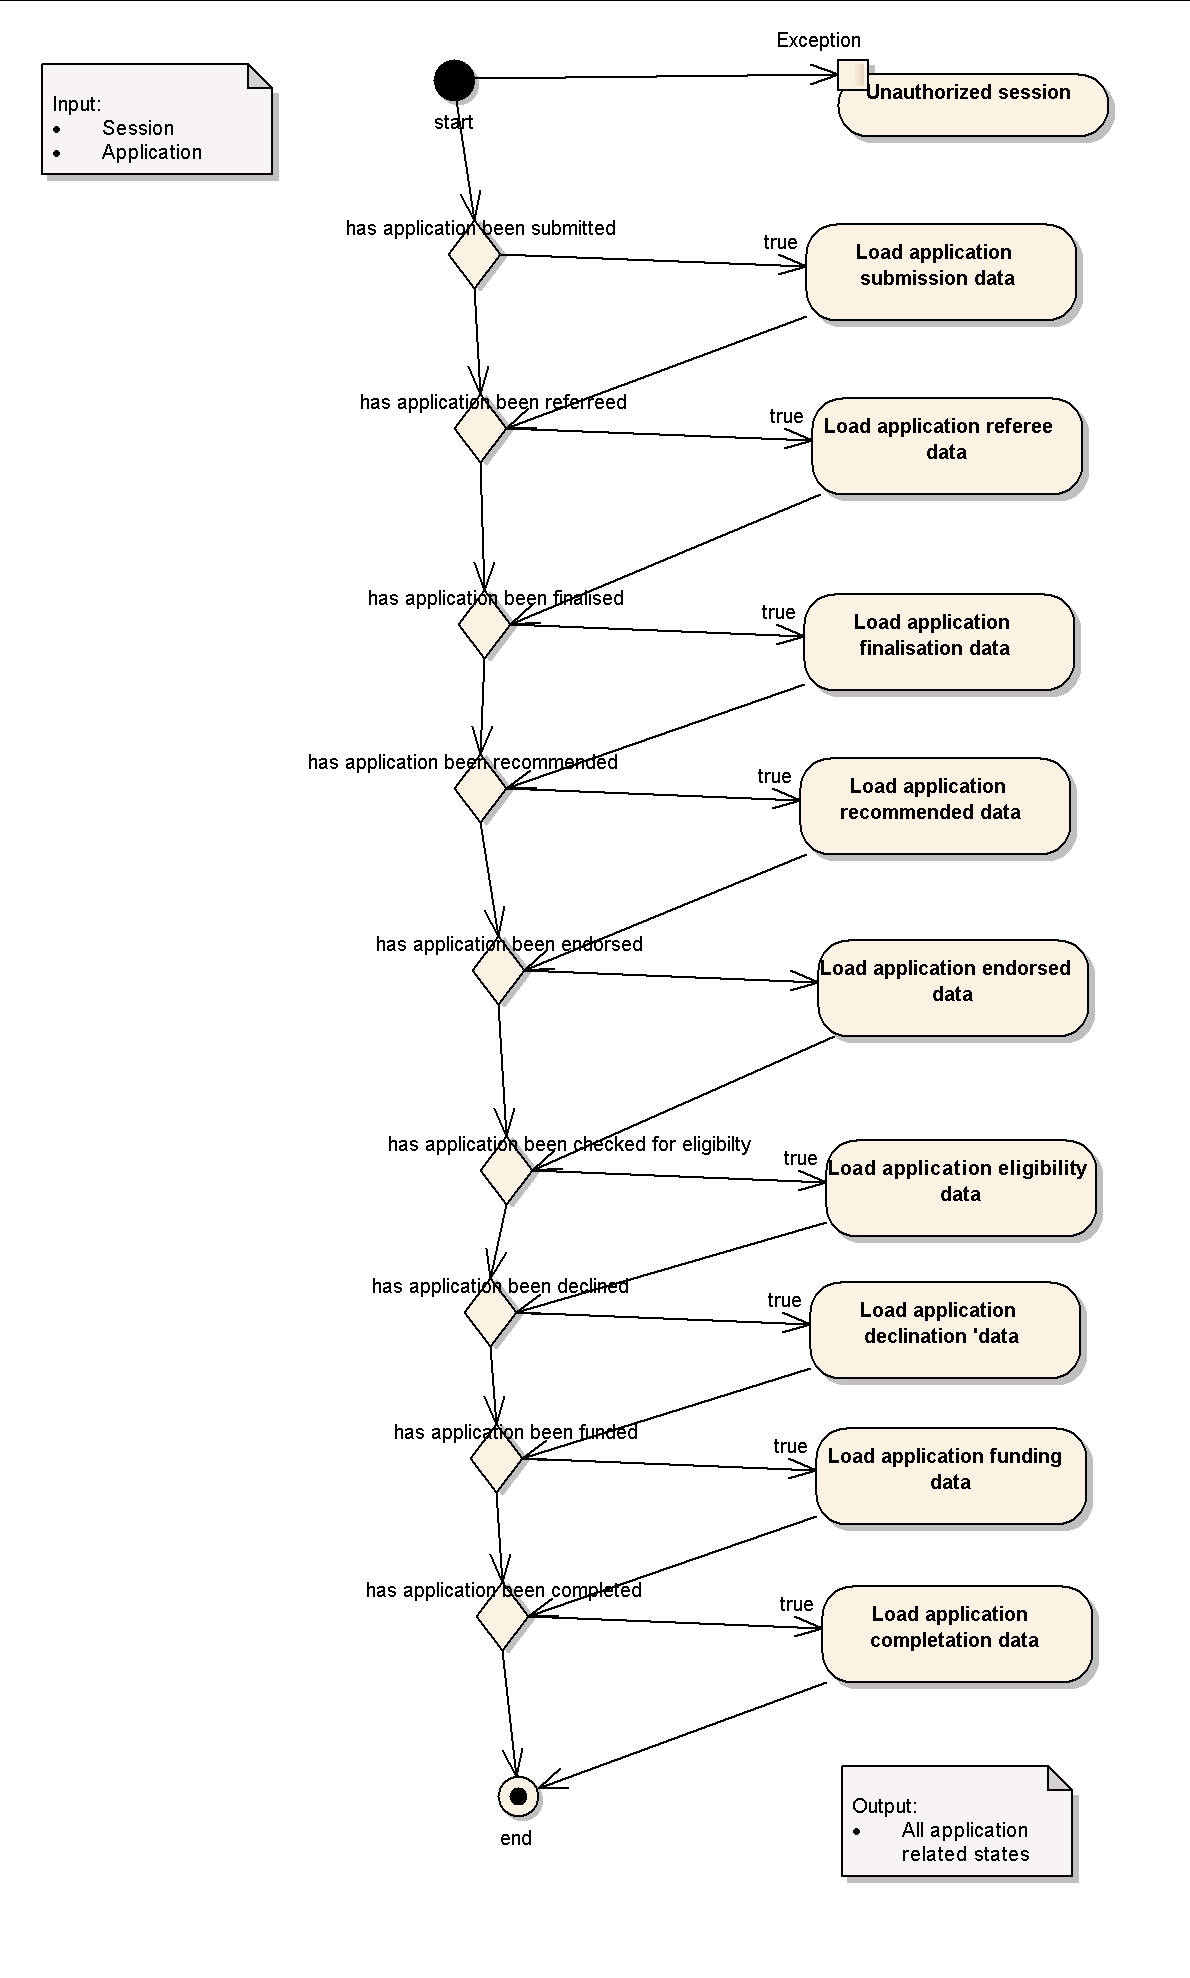 Exception
Unauthorized session
Input:
• Session
• Application
start
has application been submitted
true
Load application
submission data
has application been referreed
true
Load application referee
data
has application been finalised
true
Load application
finalisation data
has application been recommended
true
Load application
recommended data
has application been endorsed
true
Load application endorsed
data
has application been checked for eligibilty
true
Load application eligibility
data
has application been declined
true
Load application
declination 'data
has application been funded
true
Load application funding
data
has application been completed
true
Load application
completation data
end
Output:
• All application
related states